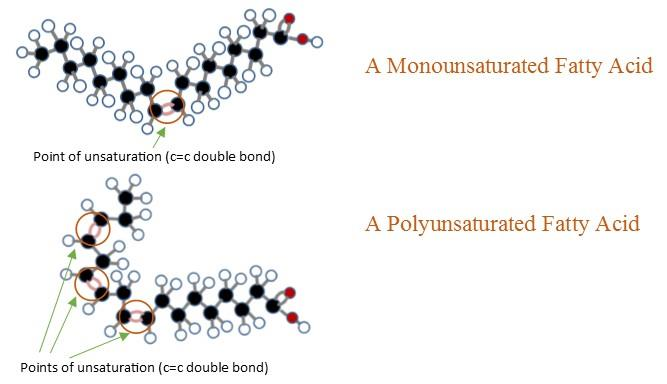 A Monounsaturated Fatty Acid
Point of unsaturation (c=c double bond)
A Polyunsaturated Fatty Acid
Points of unsaturation (c=c double bond)